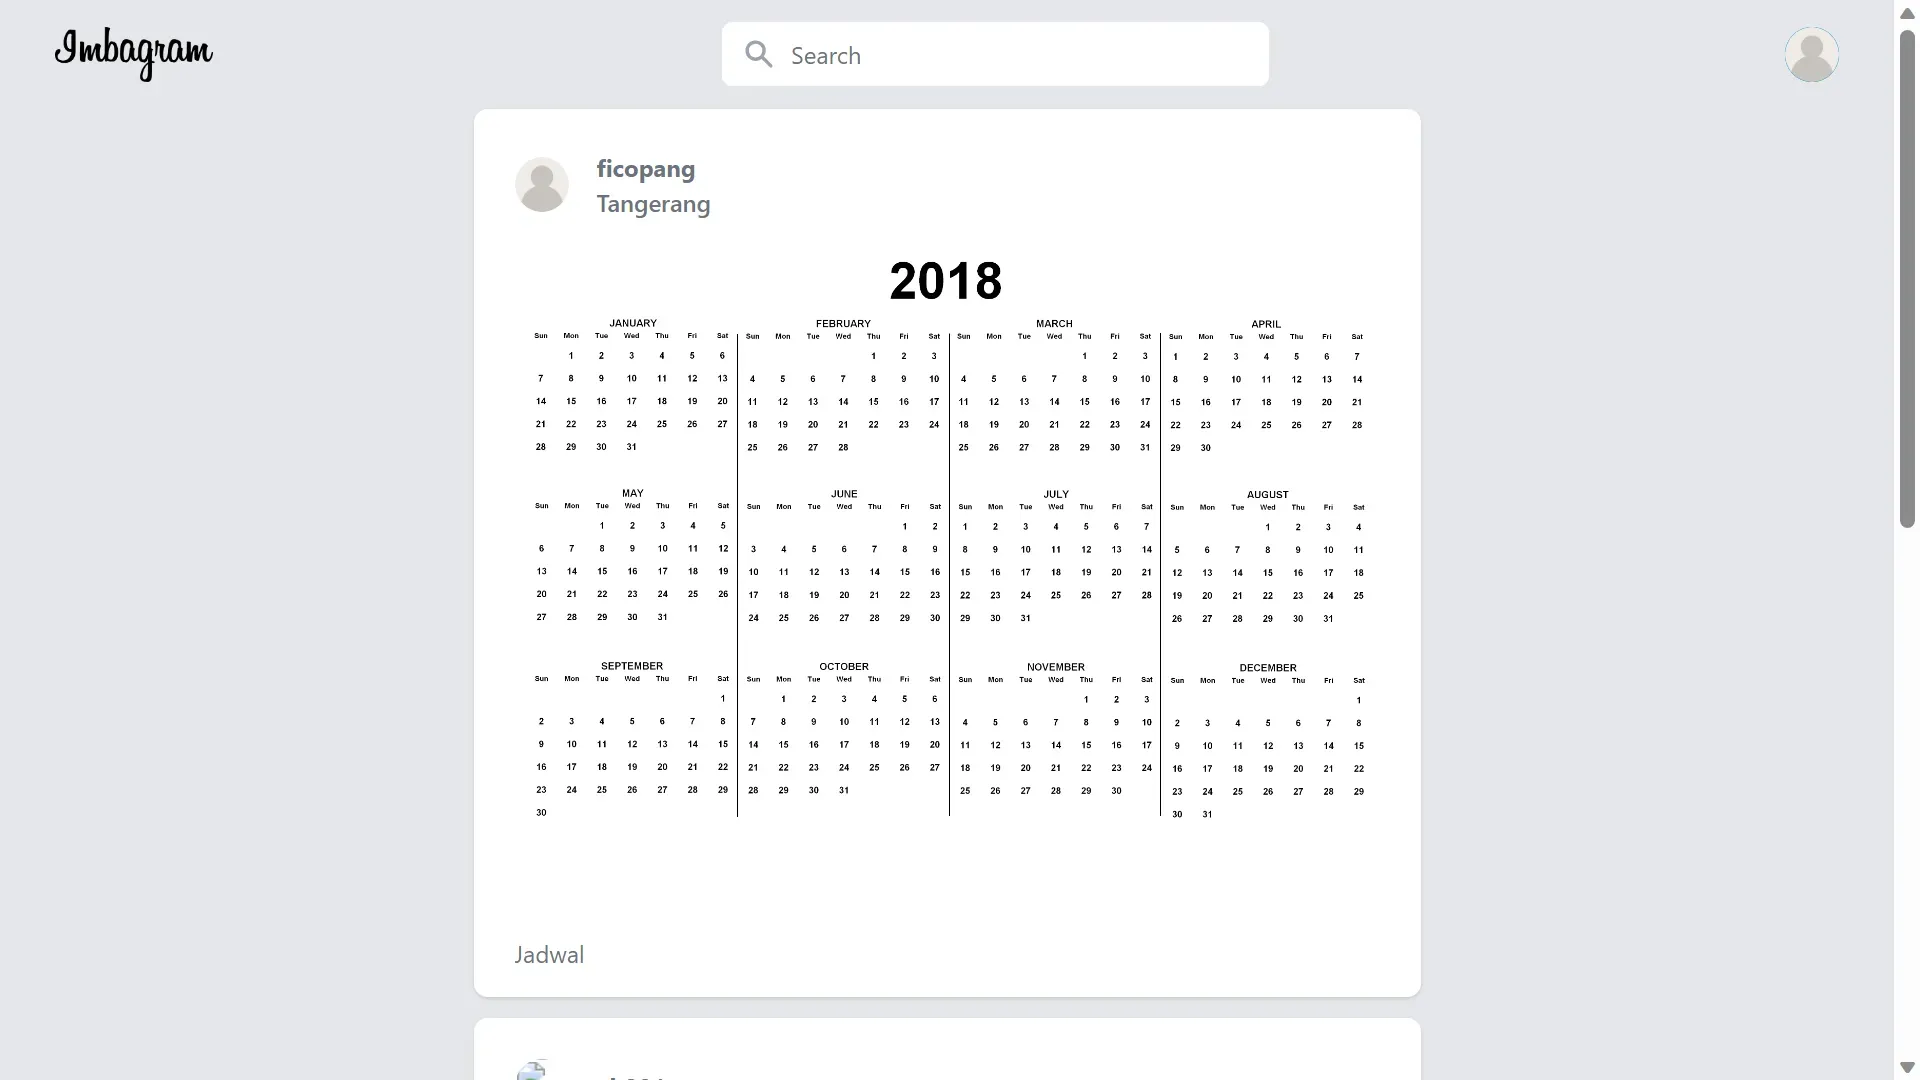 Imbagram
Search
ficopang
Tangerang
2018
JANUARY
Sun Mon Tue Wed Thu Fri Sat
1 2 3 4 5 6
7 8 9 10 11 12 13
14 15 16 17 18 19 20
21 22 23 24 25 26 27
28 29 30 31
FEBRUARY
Sun Mon Tue Wed Thu Fri Sat
1 2 3
4 5 6 7 8 9 10
11 12 13 14 15 16 17
18 19 20 21 22 23 24
25 26 27 28
MARCH
Sun Mon Tue Wed Thu Fri Sat
1 2 3
4 5 6 7 8 9 10
11 12 13 14 15 16 17
18 19 20 21 22 23 24
25 26 27 28 29 30 31
APRIL
Sun Mon Tue Wed Thu Fri Sat
1 2 3 4 5 6 7
8 9 10 11 12 13 14
15 16 17 18 19 20 21
22 23 24 25 26 27 28
29 30
MAY
Sun Mon Tue Wed Thu Fri Sat
1 2 3 4 5
6 7 8 9 10 11 12
13 14 15 16 17 18 19
20 21 22 23 24 25 26
27 28 29 30 31
JUNE
Sun Mon Tue Wed Thu Fri Sat
1 2
3 4 5 6 7 8 9
10 11 12 13 14 15 16
17 18 19 20 21 22 23
24 25 26 27 28 29 30
JULY
Sun Mon Tue Wed Thu Fri Sat
1 2 3 4 5 6 7
8 9 10 11 12 13 14
15 16 17 18 19 20 21
22 23 24 25 26 27 28
29 30 31
AUGUST
Sun Mon Tue Wed Thu Fri Sat
1 2 3 4
5 6 7 8 9 10 11
12 13 14 15 16 17 18
19 20 21 22 23 24 25
26 27 28 29 30 31
SEPTEMBER
Sun Mon Tue Wed Thu Fri Sat
1
2 3 4 5 6 7 8
9 10 11 12 13 14 15
16 17 18 19 20 21 22
23 24 25 26 27 28 29
30
OCTOBER
Sun Mon Tue Wed Thu Fri Sat
1 2 3 4 5 6
7 8 9 10 11 12 13
14 15 16 17 18 19 20
21 22 23 24 25 26 27
28 29 30 31
NOVEMBER
Sun Mon Tue Wed Thu Fri Sat
1 2 3
4 5 6 7 8 9 10
11 12 13 14 15 16 17
18 19 20 21 22 23 24
25 26 27 28 29 30
DECEMBER
Sun Mon Tue Wed Thu Fri Sat
1
2 3 4 5 6 7 8
9 10 11 12 13 14 15
16 17 18 19 20 21 22
23 24 25 26 27 28 29
30 31
Jadwal